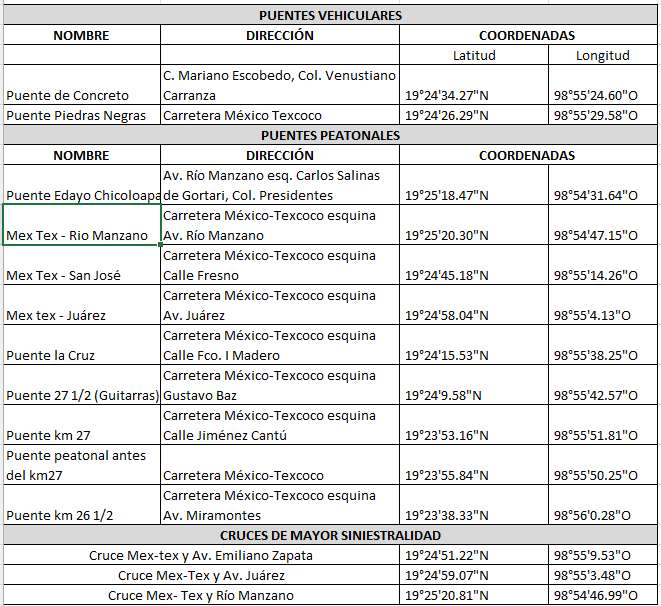 PUENTES VEHICULARES
NOMBRE DIRECCIÓN COORDENADAS
Latitud Longitud
C. Mariano Escobedo, Col. Venustiano
Puente de Concreto Carranza 19°24'34.27"N 98°55'24.60"O
Puente Piedras Negras Carretera México Texcoco 19°24'26.29"N 98°55'29.58"O
PUENTES PEATONALES
NOMBRE DIRECCIÓN COORDENADAS
Av. Río Manzano esq. Carlos Salinas
Puente Edayo Chicoloapa de Gortari, Col. Presidentes 19°25'18.47"N 98°54'31.64"O
Carretera México-Texcoco esquina
Mex Tex - Rio Manzano Av. Río Manzano 19°25'20.30"N 98°54'47.15"O
Carretera México-Texcoco esquina
Mex Tex - San José Calle Fresno 19°24'45.18"N 98°55'14.26"O
Carretera México-Texcoco esquina
Mex tex - Juárez Av. Juárez 19°24'58.04"N 98°55'4.13"O
Carretera México-Texcoco esquina
Puente la Cruz Calle Fco. I Madero 19°24'15.53"N 98°55'38.25"O
Carretera México-Texcoco esquina
Puente 27 1/2 (Guitarras) Gustavo Baz 19°24'9.58"N 98°55'42.57"O
Carretera México-Texcoco esquina
Puente km 27 Calle Jiménez Cantú 19°23'53.16"N 98°55'51.81"O
Puente peatonal antes
del km27 Carretera México-Texcoco 19°23'55.84"N 98°55'50.25"O
Carretera México-Texcoco esquina
Puente km 26 1/2 Av. Miramontes 19°23'38.33"N 98°56'0.28"O
CRUCES DE MAYOR SINIESTRALIDAD
Cruce Mex-tex y Av. Emiliano Zapata 19°24'51.22"N 98°55'9.53"O
Cruce Mex-Tex y Av. Juárez 19°24'59.07"N 98°55'3.48"O
Cruce Mex- Tex y Río Manzano 19°25'20.81"N 98°54'46.99"O